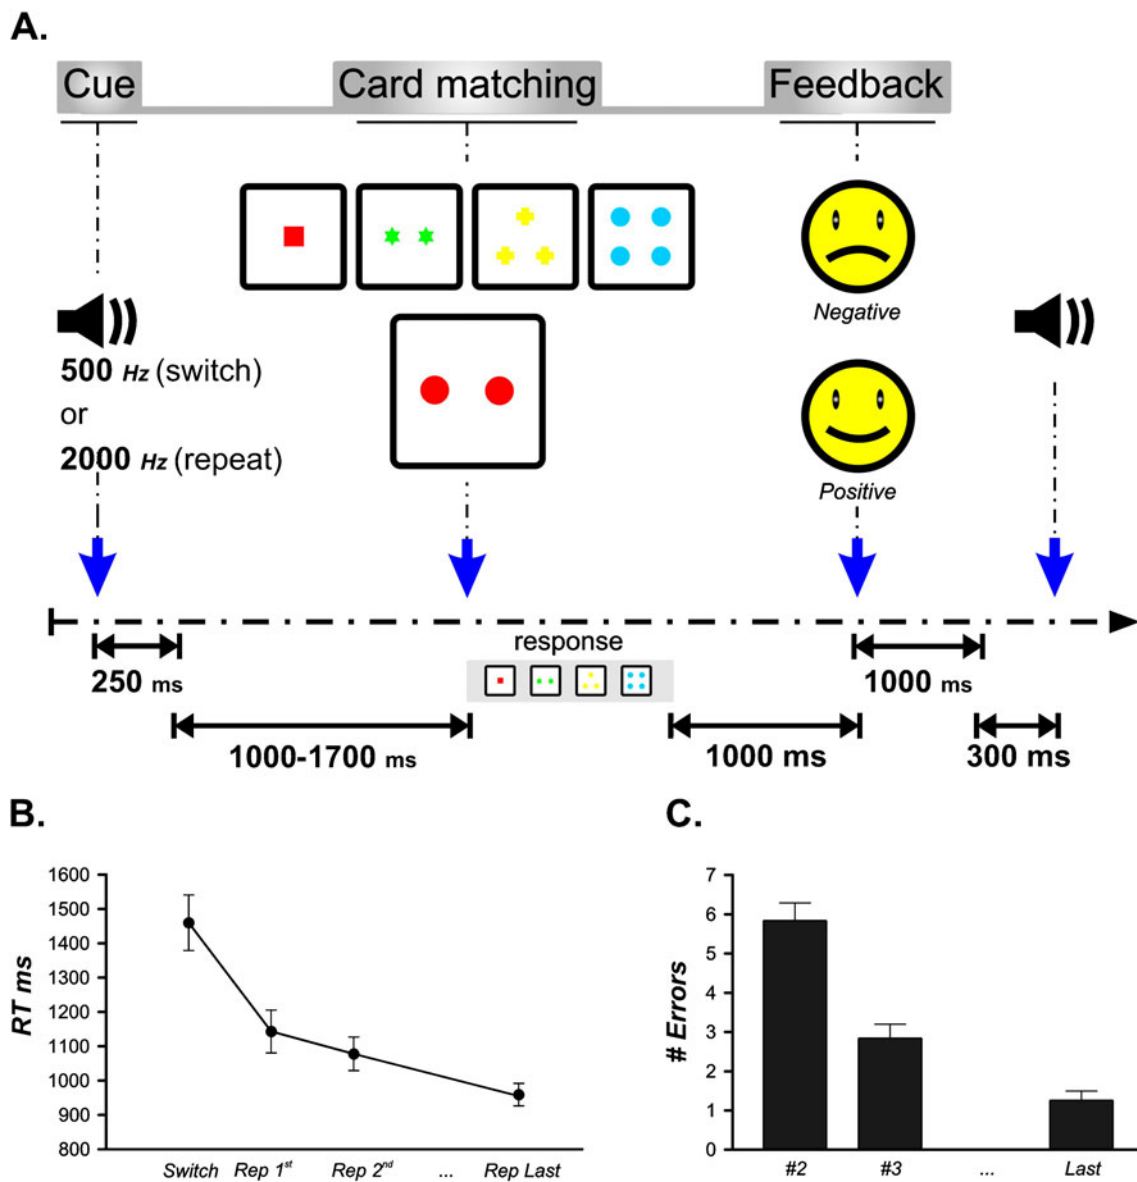 A.
Cue Card matching Feedback
Negative
500 Hz (switch)
or
2000 Hz (repeat)
Positive
response
250 ms
1000 ms
1000-1700 ms
1000 ms
300 ms
B.
1600
1500
1400
1300
1200
1100
1000
900
800
RT ms
Switch Rep 1st Rep 2nd ... Rep Last
C.
7
6
5
4
3
2
1
0
# Errors
#2 #3 ... Last